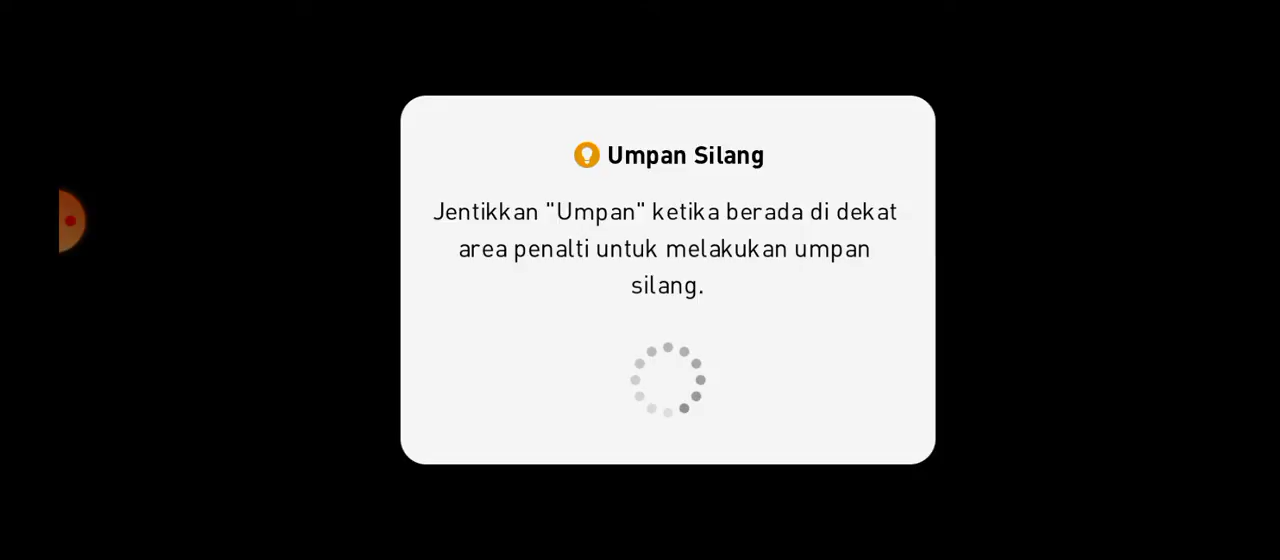 Umpan Silang
Jentikkan "Umpan" ketika berada di dekat
area penalti untuk melakukan umpan
silang.